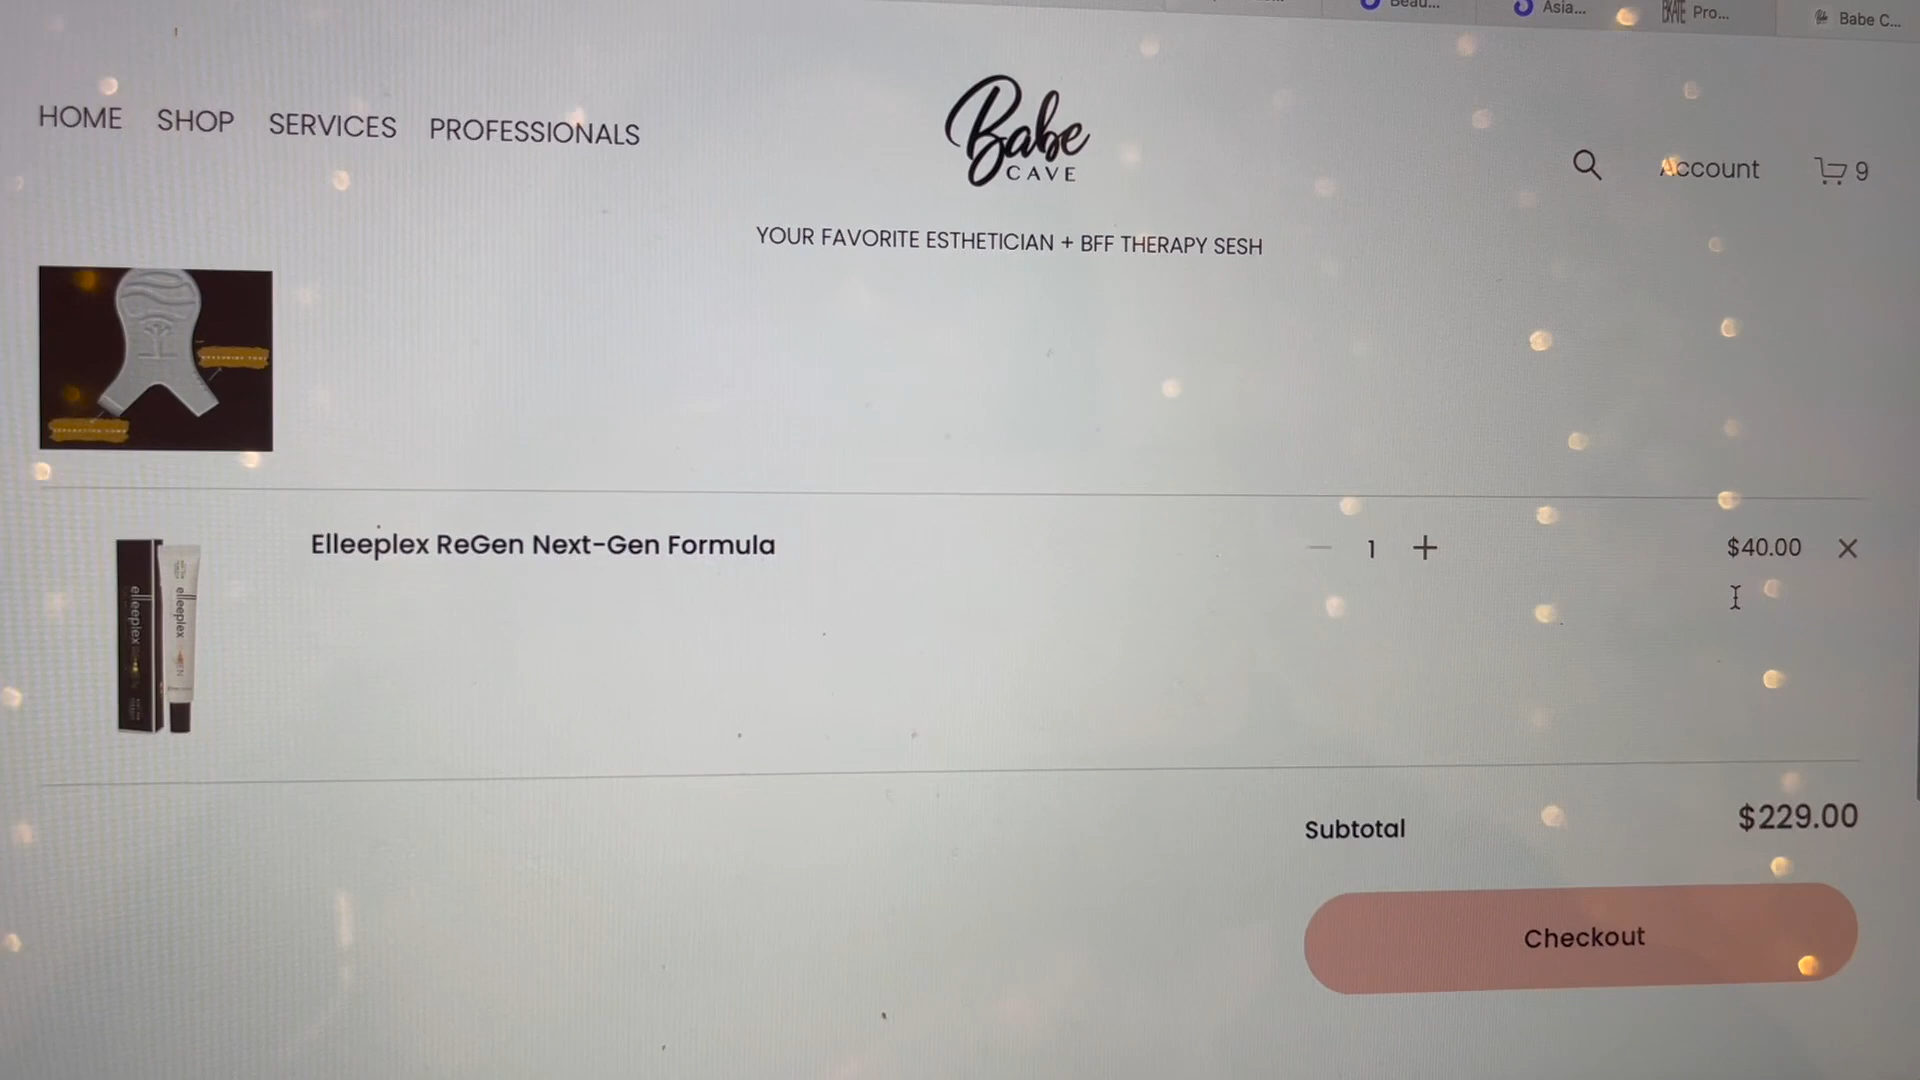 Beau...
Asia...
Pro...
Babe C...
HOME SHOP SERVICES PROFESSIONALS
Babe
CAVE
Account
9
YOUR FAVORITE ESTHETICIAN + BFF THERAPY SESH
Elleeplex ReGen Next-Gen Formula
1
$40.00
elleeplex
elleeplex
Subtotal
$229.00
Checkout